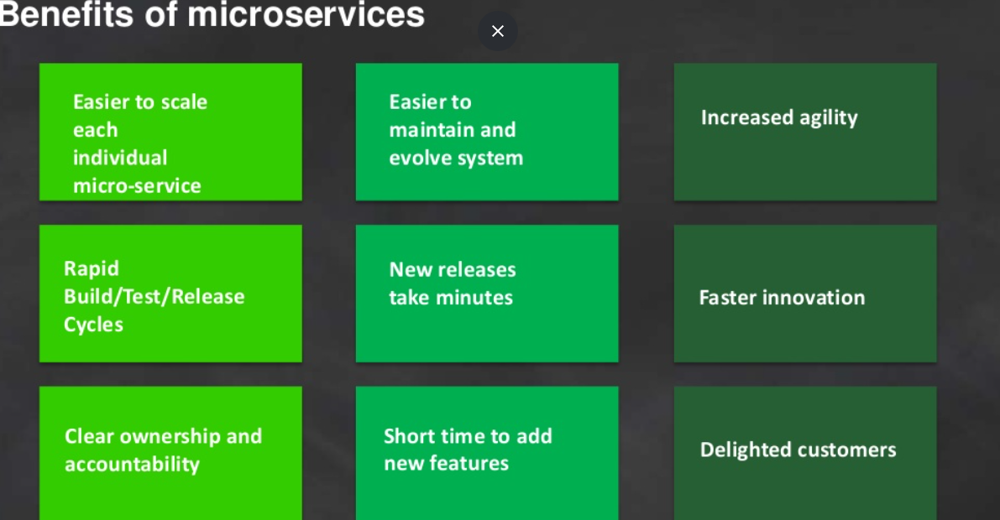 Benefits of microservices
Easier to scale
each
individual
micro-service
Easier to
maintain and
evolve system
Increased agility
Rapid
Build/Test/Release
Cycles
New releases
take minutes
Faster innovation
Clear ownership and
accountability
Short time to add
new features
Delighted customers